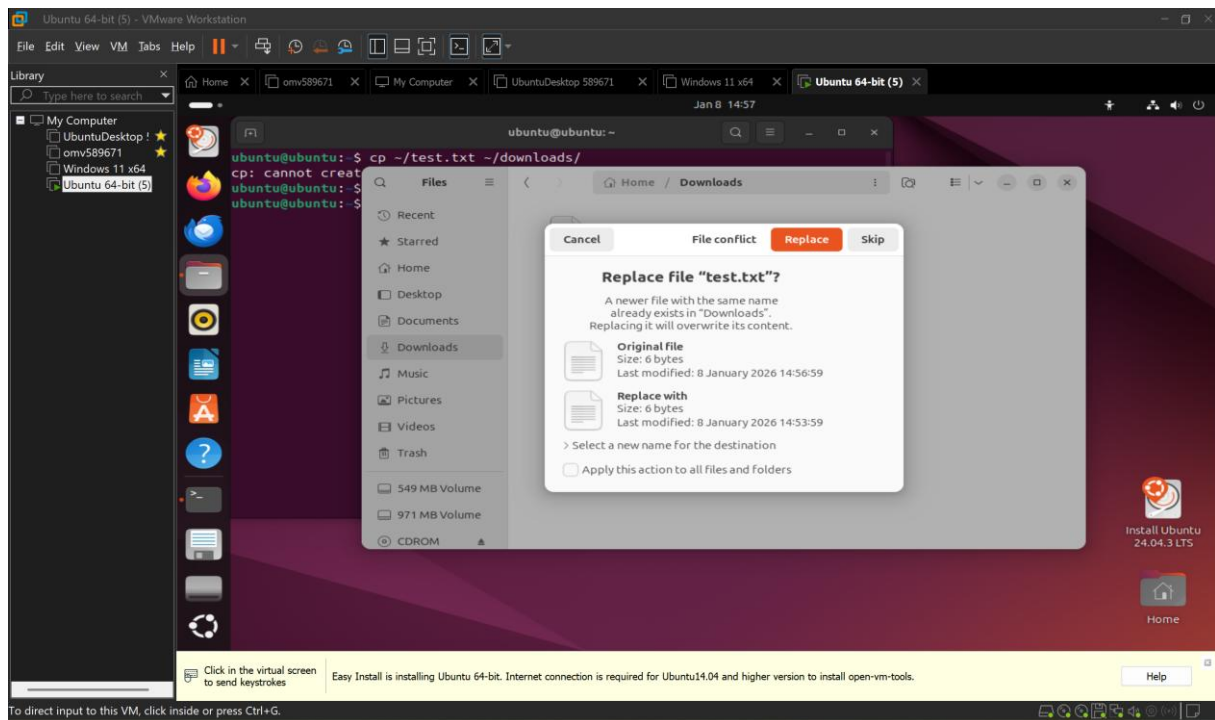 Ubuntu 64-bit (5) - VMware Workstation
File Edit View VM Tabs Help
Library
Type here to search
My Computer
UbuntuDesktop !
omv589671
Windows 11 x64
Ubuntu 64-bit (5)
Home
omv589671
My Computer
UbuntuDesktop 589671
Windows 11 x64
Ubuntu 64-bit (5)
Jan 8 14:57
ubuntu@ubuntu: ~
ubuntu@ubuntu:~$ cp ~/test.txt ~/downloads/
cp: cannot creat
ubuntu@ubuntu:~$
ubuntu@ubuntu:~$
Files
Home / Downloads
Recent
Starred
Home
Desktop
Documents
Downloads
Music
Pictures
Videos
Trash
549 MB Volume
971 MB Volume
CDROM
Cancel
File conflict
Replace
Skip
Replace file “test.txt”?
A newer file with the same name
already exists in “Downloads”.
Replacing it will overwrite its content.
Original file
Size: 6 bytes
Last modified: 8 January 2026 14:56:59
Replace with
Size: 6 bytes
Last modified: 8 January 2026 14:53:59
> Select a new name for the destination
Apply this action to all files and folders
Install Ubuntu
24.04.3 LTS
Home
Click in the virtual screen
to send keystrokes
Easy Install is installing Ubuntu 64-bit. Internet connection is required for Ubuntu14.04 and higher version to install open-vm-tools.
Help
To direct input to this VM, click inside or press Ctrl+G.